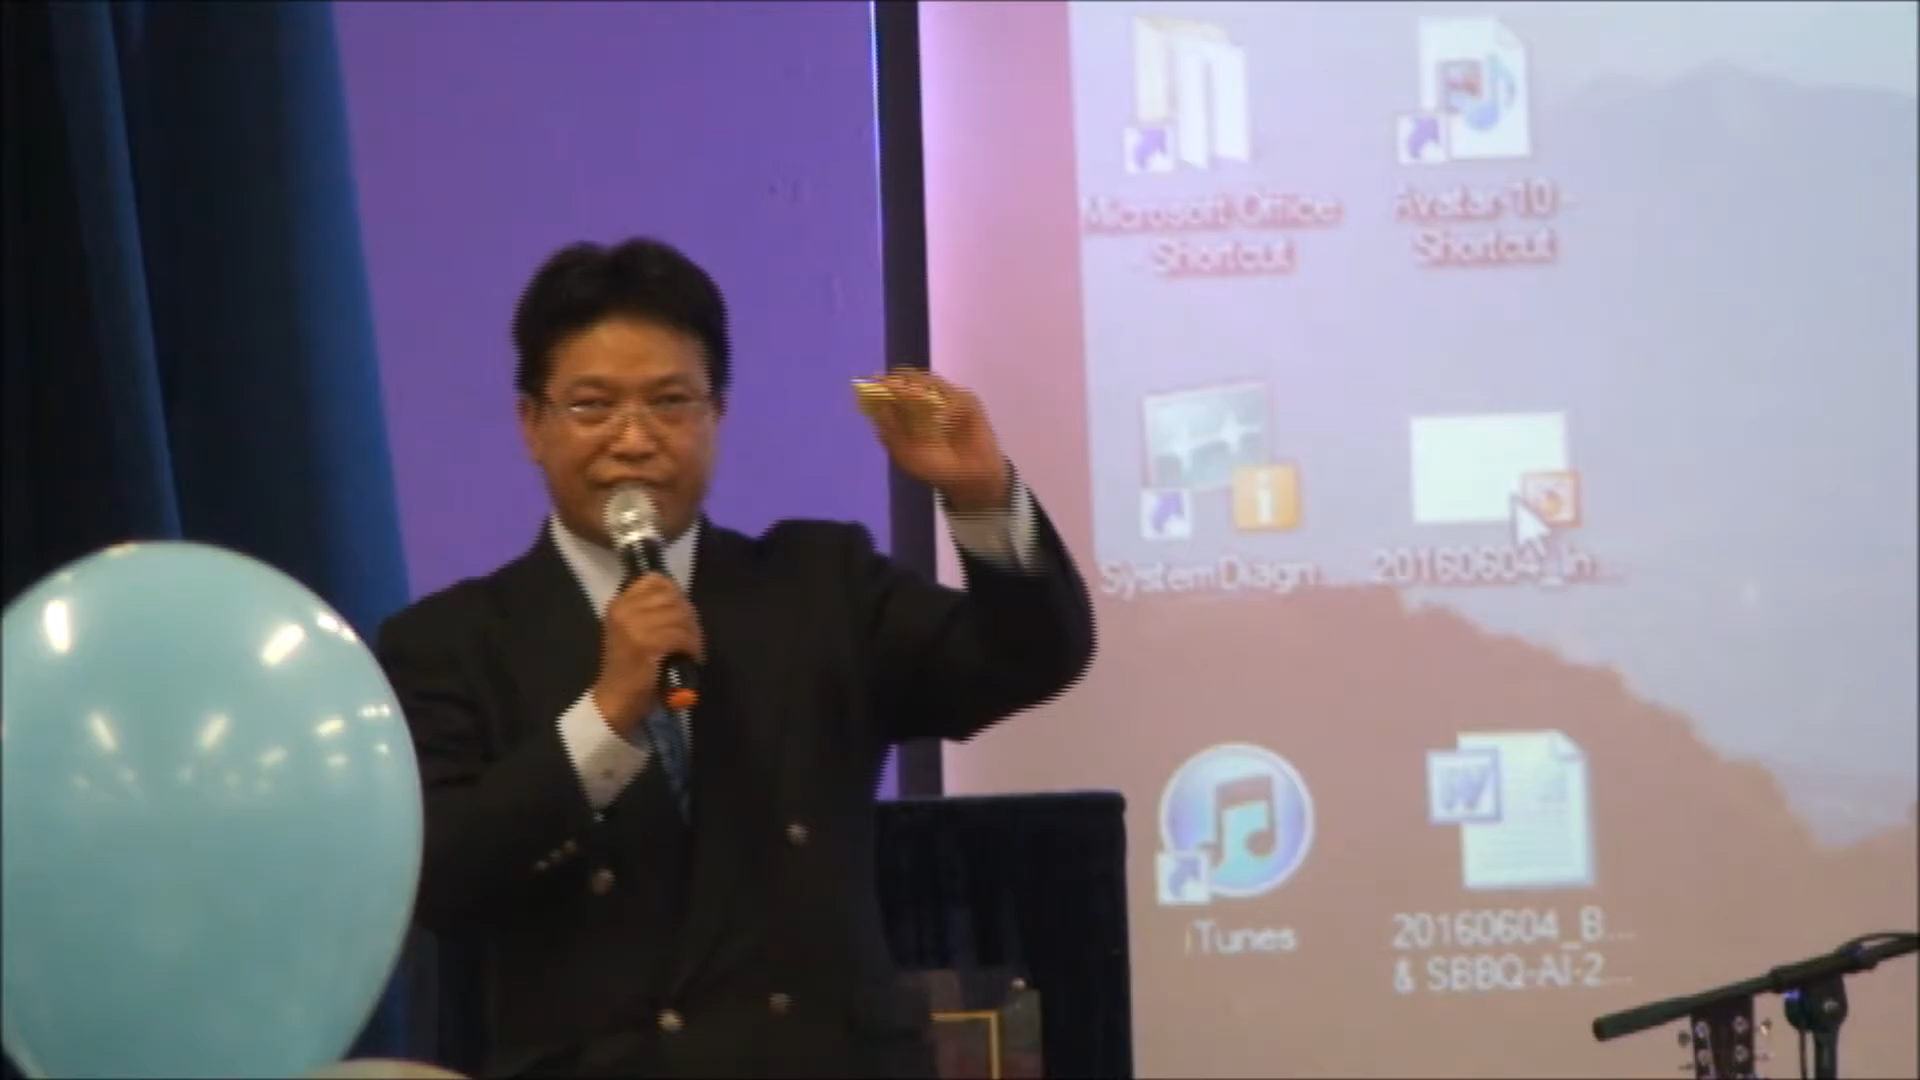 Microsoft Office
- Shortcut
Avatar 10 -
Shortcut
SystemDiagn...
20160604_In...
iTunes
20160604_B...
& SBBQ-AI-2...